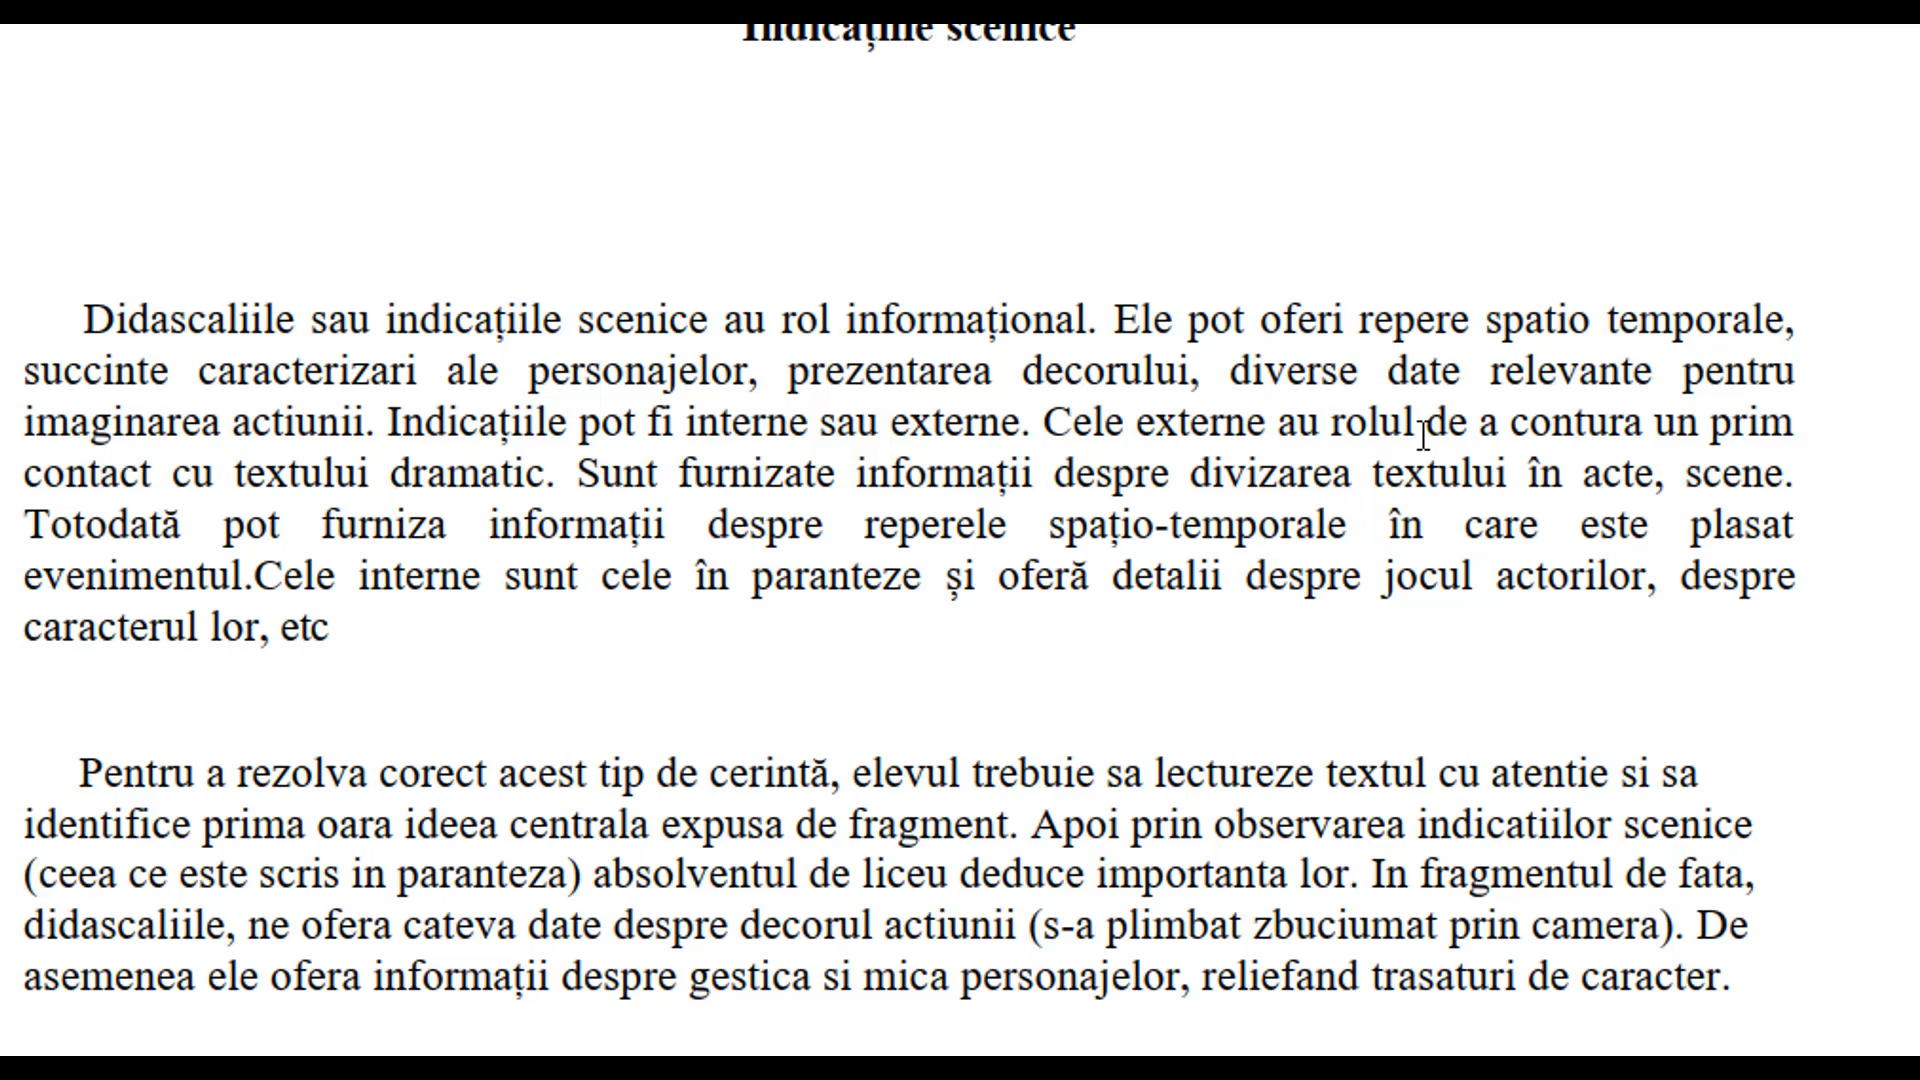 Indicațiile scenice
Didascaliile sau indicațiile scenice au rol informațional. Ele pot oferi repere spatio temporale,
succinte caracterizari ale personajelor, prezentarea decorului, diverse date relevante pentru
imaginarea actiunii. Indicațiile pot fi interne sau externe. Cele externe au rolul de a contura un prim
contact cu textului dramatic. Sunt furnizate informații despre divizarea textului în acte, scene.
Totodată pot furniza informații despre reperele spațio-temporale în care este plasat
evenimentul.Cele interne sunt cele în paranteze și oferă detalii despre jocul actorilor, despre
caracterul lor, etc
Pentru a rezolva corect acest tip de cerintă, elevul trebuie sa lectureze textul cu atentie si sa
identifice prima oara ideea centrala expusa de fragment. Apoi prin observarea indicatiilor scenice
(ceea ce este scris in paranteza) absolventul de liceu deduce importanta lor. In fragmentul de fata,
didascaliile, ne ofera cateva date despre decorul actiunii (s-a plimbat zbuciumat prin camera). De
asemenea ele ofera informații despre gestica si mica personajelor, reliefand trasaturi de caracter.